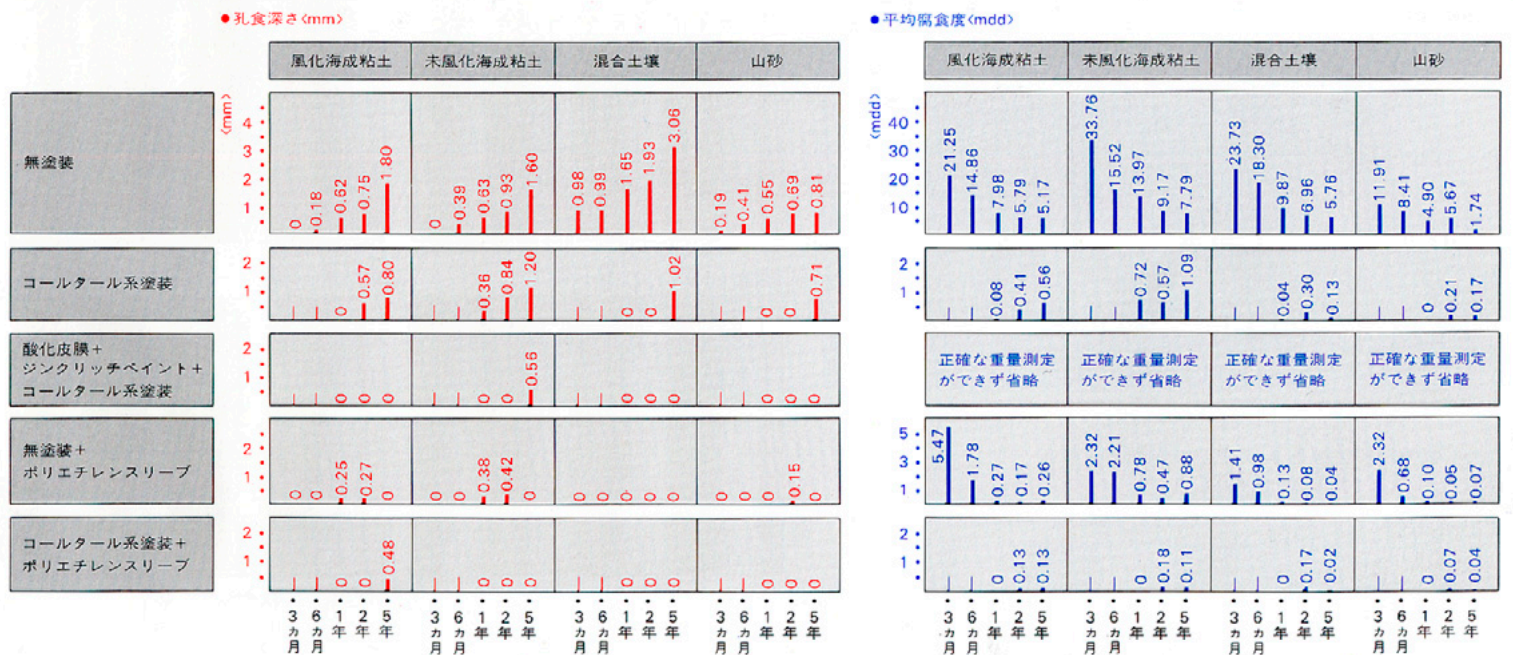 ●孔食深さ<mm>
●平均腐食度<mdd>
風化海成粘土 未風化海成粘土 混合土壌 山砂
風化海成粘土 未風化海成粘土 混合土壌 山砂
無塗装
<mm>
4
3
2
1
0 0.18 0.62 0.75 1.80
0 0.39 0.63 0.93 1.60
0.98 0.99 1.65 1.93 3.06
0.19 0.41 0.55 0.69 0.81
<mdd>
40
30
20
10
21.25 14.86 7.98 5.79 5.17
33.76 15.52 13.97 9.17 7.79
23.73 18.30 9.87 6.96 5.76
11.91 8.41 4.90 5.67 1.74
コールタール系塗装
2
1
0 0.57 0.80
0.36 0.84 1.20
0 0 1.02
0 0 0.71
2
1
0.08 0.41 0.56
0.72 0.57 1.09
0.04 0.30 0.13
0 0.21 0.17
酸化皮膜+
ジンクリッチペイント+
コールタール系塗装
2
1
0 0 0
0 0 0.56
0 0 0
0 0 0
正確な重量測定
ができず省略
正確な重量測定
ができず省略
正確な重量測定
ができず省略
正確な重量測定
ができず省略
無塗装+
ポリエチレンスリーブ
2
1
0 0 0.25 0.27 0
0 0 0.38 0.42 0
0 0 0 0 0
0 0 0 0.15 0
5
3
1
5.47 1.78 0.27 0.17 0.26
2.32 2.21 0.78 0.47 0.88
1.41 0.98 0.13 0.08 0.04
2.32 0.68 0.10 0.05 0.07
コールタール系塗装+
ポリエチレンスリーブ
2
1
0 0 0.48
0 0 0
0 0 0
0 0 0
2
1
0 0.13 0.13
0 0.18 0.11
0 0.17 0.02
0 0.07 0.04
3ヵ月 6ヵ月 1年 2年 5年
3ヵ月 6ヵ月 1年 2年 5年
3ヵ月 6ヵ月 1年 2年 5年
3ヵ月 6ヵ月 1年 2年 5年
3ヵ月 6ヵ月 1年 2年 5年
3ヵ月 6ヵ月 1年 2年 5年
3ヵ月 6ヵ月 1年 2年 5年
3ヵ月 6ヵ月 1年 2年 5年